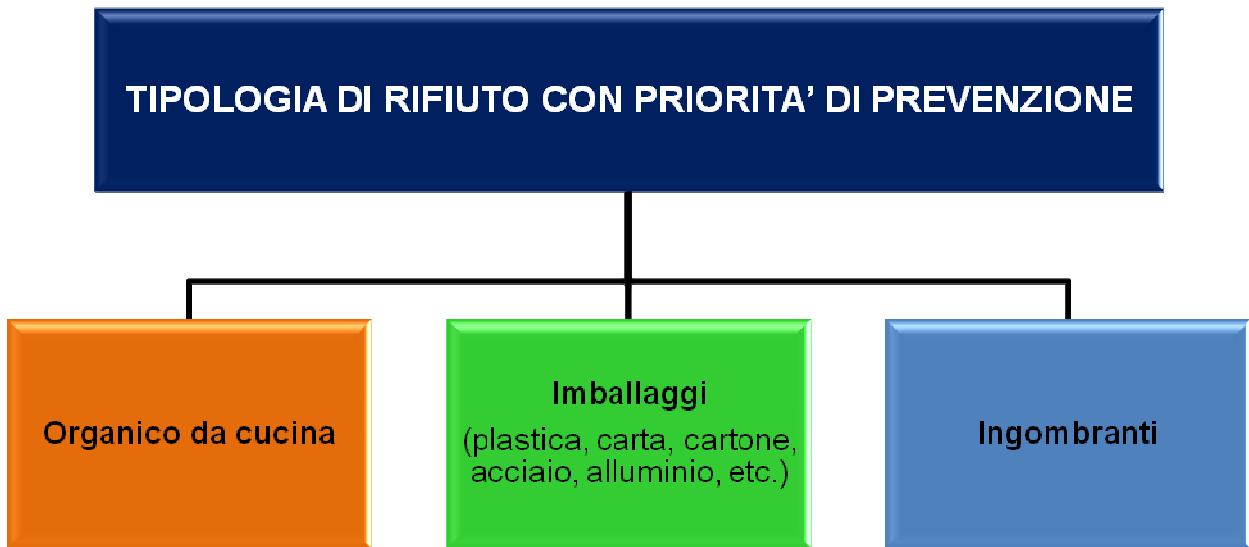 TIPOLOGIA DI RIFIUTO CON PRIORITA’ DI PREVENZIONE
Organico da cucina
Imballaggi
(plastica, carta, cartone,
acciaio, alluminio, etc.)
Ingombranti